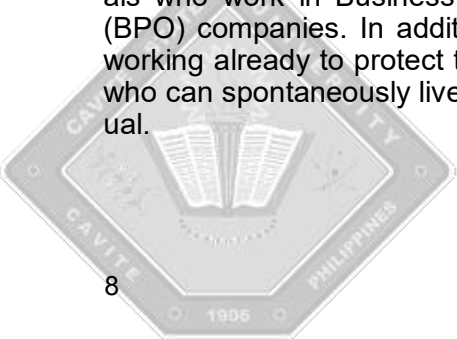 als who work in Business
(BPO) companies. In addit
working already to protect t
who can spontaneously live
ual.
8
CAVITE
PHILIPPINES
1906